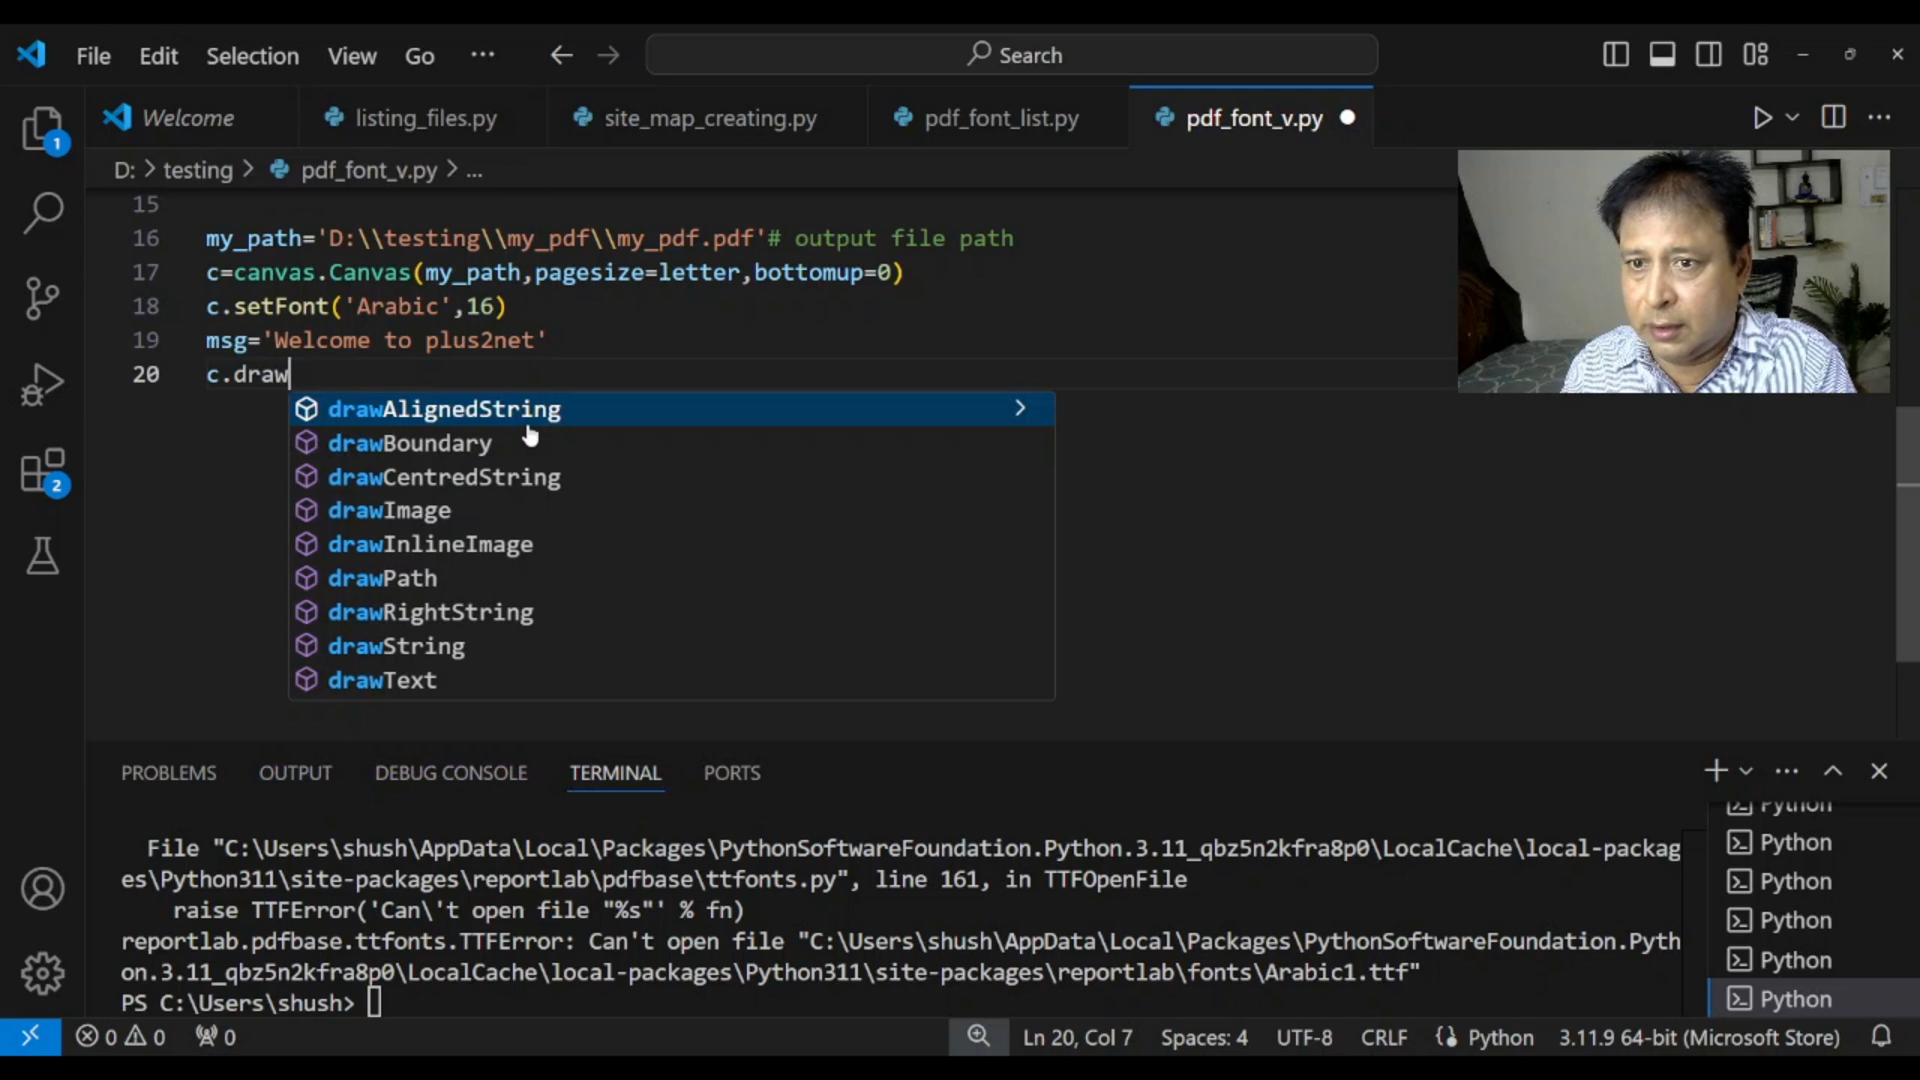 File Edit Selection View Go ··· Search
Welcome listing_files.py site_map_creating.py pdf_font_list.py pdf_font_v.py
D: > testing > pdf_font_v.py > ...
15
16 my_path='D:\\testing\\my_pdf\\my_pdf.pdf'# output file path
17 c=canvas.Canvas(my_path,pagesize=letter,bottomup=0)
18 c.setFont('Arabic',16)
19 msg='Welcome to plus2net'
20 c.draw
drawAlignedString
drawBoundary
drawCentredString
drawImage
drawInlineImage
drawPath
drawRightString
drawString
drawText
1
2
PROBLEMS OUTPUT DEBUG CONSOLE TERMINAL PORTS
File "C:\Users\shush\AppData\Local\Packages\PythonSoftwareFoundation.Python.3.11_qbz5n2kfra8p0\LocalCache\local-packag
es\Python311\site-packages\reportlab\pdfbase\ttfonts.py", line 161, in TTFOpenFile
raise TTFError('Can\'t open file "%s"' % fn)
reportlab.pdfbase.ttfonts.TTFError: Can't open file "C:\Users\shush\AppData\Local\Packages\PythonSoftwareFoundation.Pyth
on.3.11_qbz5n2kfra8p0\LocalCache\local-packages\Python311\site-packages\reportlab\fonts\Arabic1.ttf"
PS C:\Users\shush>
Python
Python
Python
Python
Python
Python
0 0 0 Ln 20, Col 7 Spaces: 4 UTF-8 CRLF Python 3.11.9 64-bit (Microsoft Store)